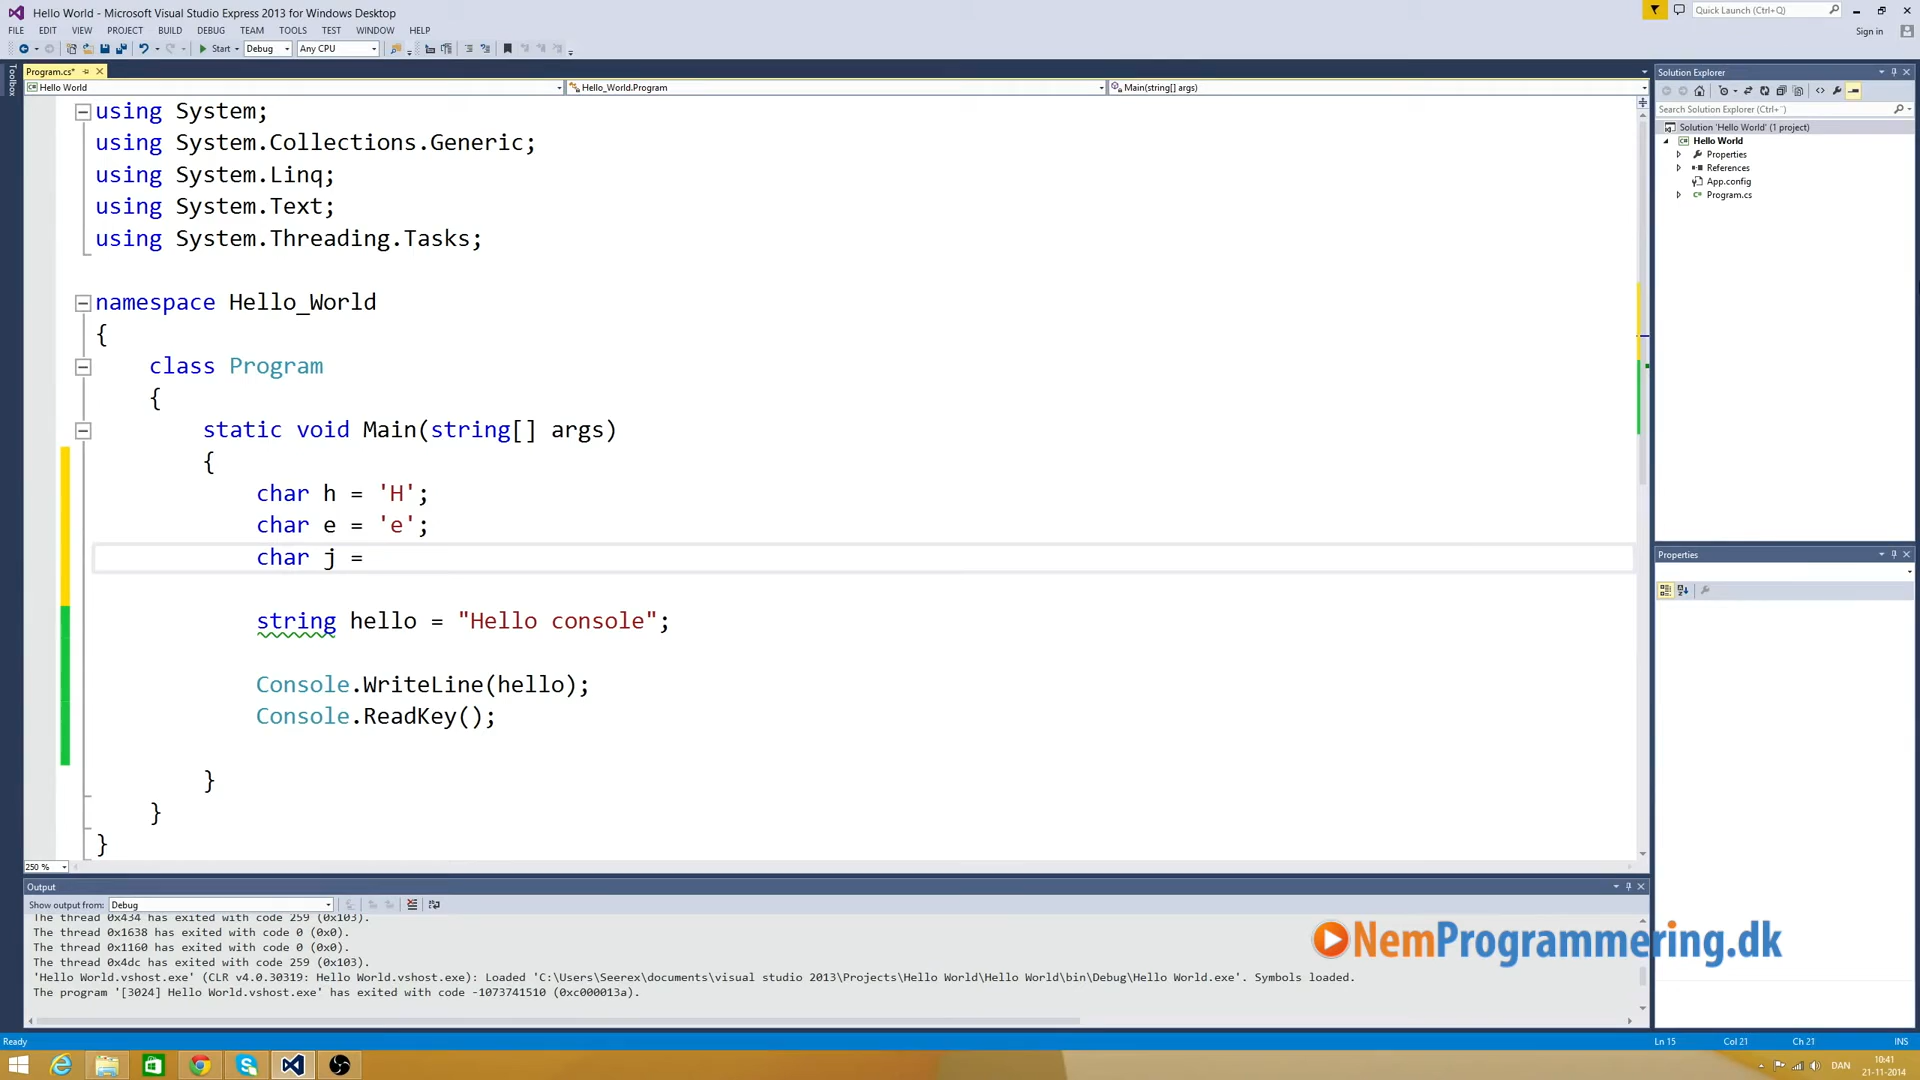 Hello World - Microsoft Visual Studio Express 2013 for Windows Desktop
Quick Launch (Ctrl+Q)
FILE EDIT VIEW PROJECT BUILD DEBUG TEAM TOOLS TEST WINDOW HELP
Sign in
Start Debug Any CPU
Toolbox
Program.cs*
Hello World
Hello_World.Program
Main(string[] args)
using System;
using System.Collections.Generic;
using System.Linq;
using System.Text;
using System.Threading.Tasks;
namespace Hello_World
{
class Program
{
static void Main(string[] args)
{
char h = 'H';
char e = 'e';
char j =
string hello = "Hello console";
Console.WriteLine(hello);
Console.ReadKey();
}
}
}
250 %
Solution Explorer
Search Solution Explorer (Ctrl+¨)
Solution 'Hello World' (1 project)
Hello World
Properties
References
App.config
Program.cs
Properties
Output
Show output from: Debug
The thread 0x434 has exited with code 259 (0x103).
The thread 0x1638 has exited with code 0 (0x0).
The thread 0x1160 has exited with code 0 (0x0).
The thread 0x4dc has exited with code 259 (0x103).
'Hello World.vshost.exe' (CLR v4.0.30319: Hello World.vshost.exe): Loaded 'C:\Users\Seerex\documents\visual studio 2013\Projects\Hello World\Hello World\bin\Debug\Hello World.exe'. Symbols loaded.
The program '[3024] Hello World.vshost.exe' has exited with code -1073741510 (0xc000013a).
NemProgrammering.dk
Ready
Ln 15 Col 21 Ch 21 INS
DAN
10:41
21-11-2014